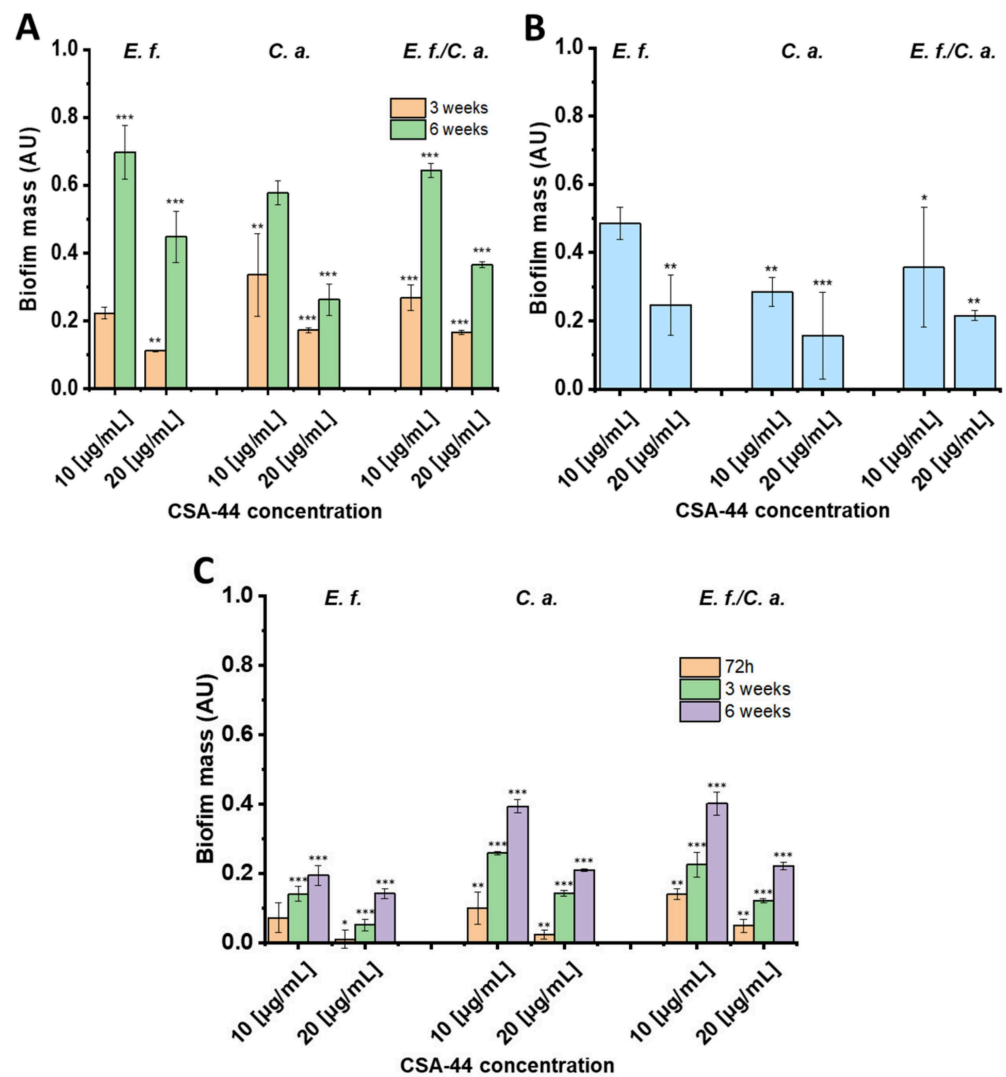 A
E. f.
C. a.
E. f./C. a.
Biofim mass (AU)
1.0
0.8
0.6
0.4
0.2
0.0
3 weeks
6 weeks
***
***
**
**
***
***
***
***
***
***
10 [µg/mL]
20 [µg/mL]
10 [µg/mL]
20 [µg/mL]
10 [µg/mL]
20 [µg/mL]
CSA-44 concentration
B
E. f.
C. a.
E. f./C. a.
Biofilm mass (AU)
1.0
0.8
0.6
0.4
0.2
0.0
**
**
***
*
**
10 [µg/mL]
20 [µg/mL]
10 [µg/mL]
20 [µg/mL]
10 [µg/mL]
20 [µg/mL]
CSA-44 concentration
C
E. f.
C. a.
E. f./C. a.
Biofim mass (AU)
1.0
0.8
0.6
0.4
0.2
0.0
72h
3 weeks
6 weeks
***
***
*
***
***
**
***
***
**
***
***
**
***
***
**
***
***
10 [µg/mL]
20 [µg/mL]
10 [µg/mL]
20 [µg/mL]
10 [µg/mL]
20 [µg/mL]
CSA-44 concentration